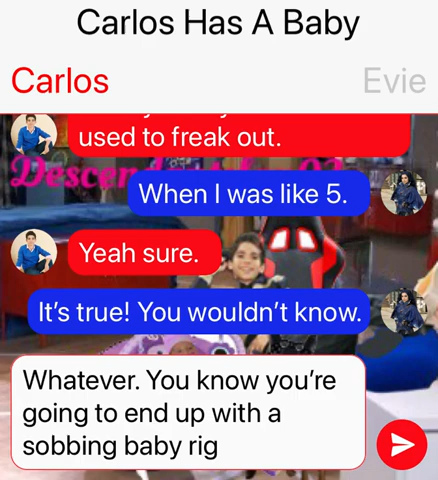 Carlos Has A Baby
Carlos
Evie
used to freak out.
When I was like 5.
Yeah sure.
It’s true! You wouldn’t know.
Whatever. You know you’re
going to end up with a
sobbing baby rig